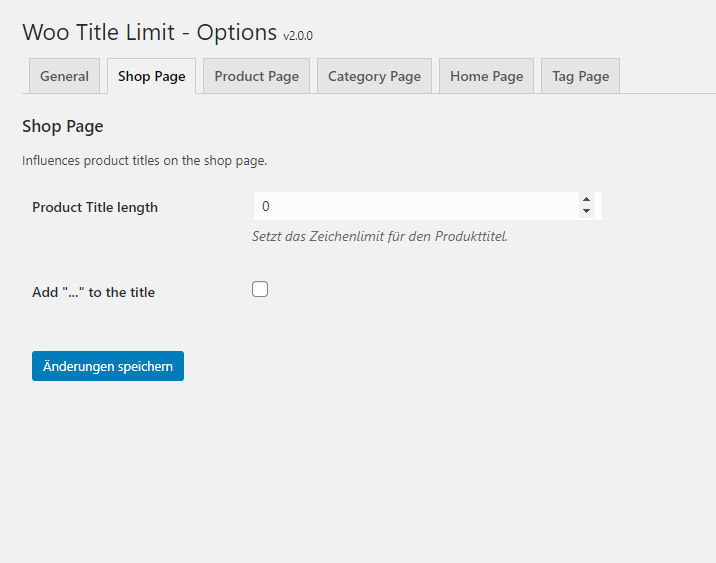 Woo Title Limit - Options v2.0.0
General Shop Page Product Page Category Page Home Page Tag Page
Shop Page
Influences product titles on the shop page.
Product Title length 0
Setzt das Zeichenlimit für den Produkttitel.
Add "..." to the title
Änderungen speichern